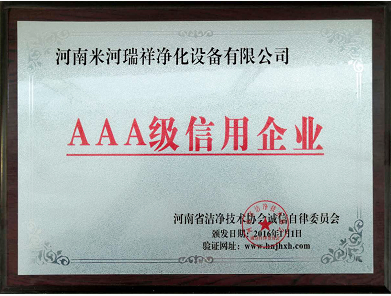 河南米河瑞祥净化设备有限公司
AAA级信用企业
河南省洁净技术协会诚信自律委员会
颁发日期:2016年1月1日
验证网址:www.hnjhxh.com